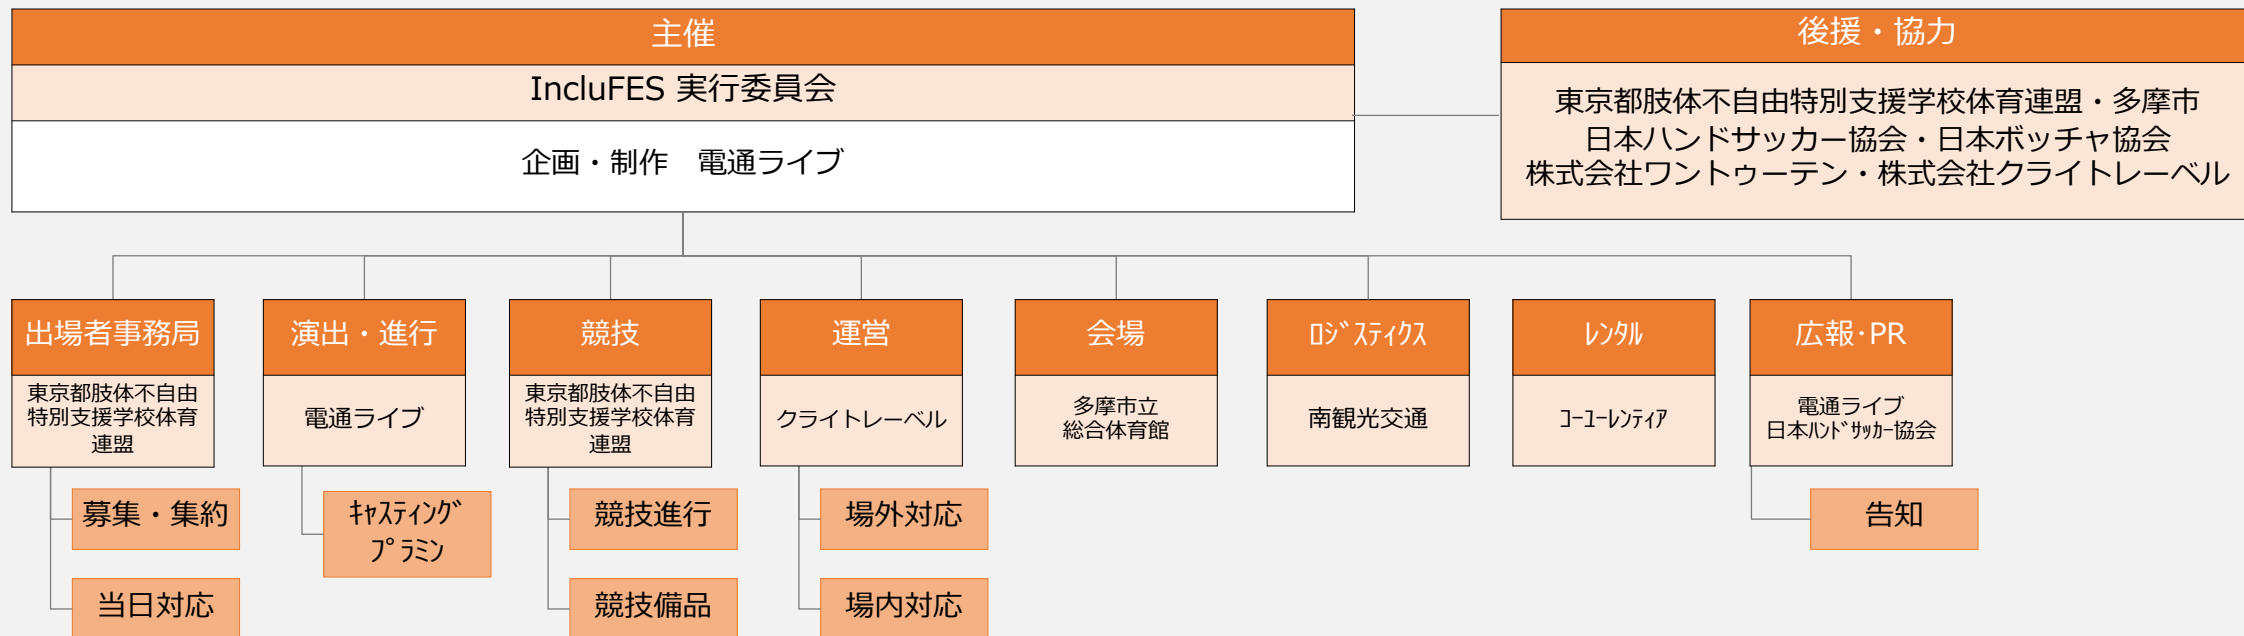 主催
IncluFES 実行委員会
企画・制作　電通ライブ
後援・協力
東京都肢体不自由特別支援学校体育連盟・多摩市
日本ハンドサッカー協会・日本ボッチャ協会
株式会社ワントゥーテン・株式会社クライトレーベル
出場者事務局
東京都肢体不自由
特別支援学校体育
連盟
募集・集約
当日対応
演出・進行
電通ライブ
ｷｬｽﾃｨﾝｸﾞ
ﾌﾟﾗﾐﾝ
競技
東京都肢体不自由
特別支援学校体育
連盟
競技進行
競技備品
運営
クライトレーベル
場外対応
場内対応
会場
多摩市立
総合体育館
ﾛｼﾞｽﾃｨｸｽ
南観光交通
ﾚﾝﾀﾙ
ｺｰﾕｰﾚﾝﾃｨｱ
広報･PR
電通ライブ
日本ﾊﾝﾄﾞｻｯｶｰ協会
告知